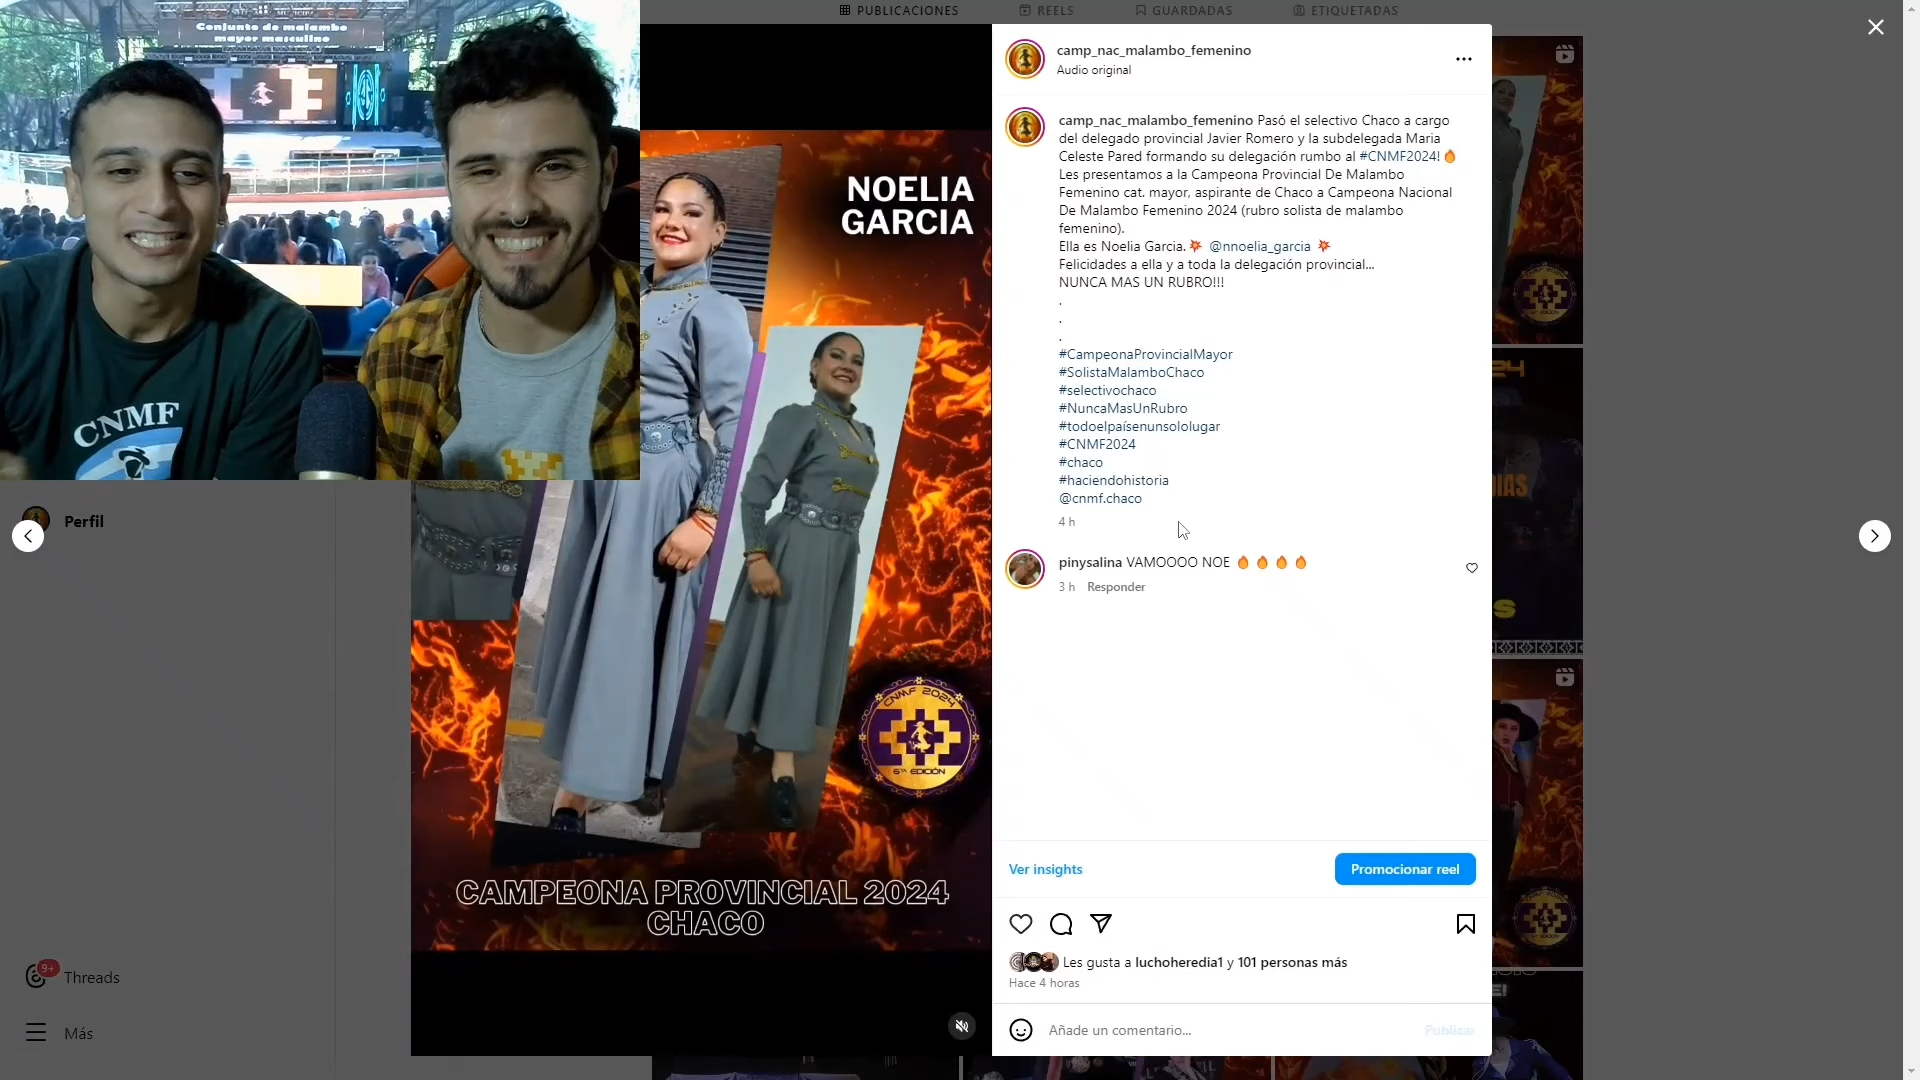 PUBLICACIONES
REELS
GUARDADAS
ETIQUETADAS
Conjunto de malambo
mayor masculino
CNMF
NOELIA
GARCIA
CNMF 2024
6TA EDICIÓN
CAMPEONA PROVINCIAL 2024
CHACO
Perfil
9+
Threads
Más
camp_nac_malambo_femenino
Audio original
camp_nac_malambo_femenino Pasó el selectivo Chaco a cargo
del delegado provincial Javier Romero y la subdelegada Maria
Celeste Pared formando su delegación rumbo al #CNMF2024!🔥
Les presentamos a la Campeona Provincial De Malambo
Femenino cat. mayor, aspirante de Chaco a Campeona Nacional
De Malambo Femenino 2024 (rubro solista de malambo
femenino).
Ella es Noelia Garcia.💥 @nnoelia_garcia 💥
Felicidades a ella y a toda la delegación provincial...
NUNCA MAS UN RUBRO!!!
.
.
.
#CampeonaProvincialMayor
#SolistaMalamboChaco
#selectivochaco
#NuncaMasUnRubro
#todoelpaísenunsololugar
#CNMF2024
#chaco
#haciendohistoria
@cnmf.chaco
4 h
pinysalina VAMOOOO NOE 🔥🔥🔥🔥
3 h Responder
Ver insights
Promocionar reel
Les gusta a luchoheredia1 y 101 personas más
Hace 4 horas
Añade un comentario...
Publicar